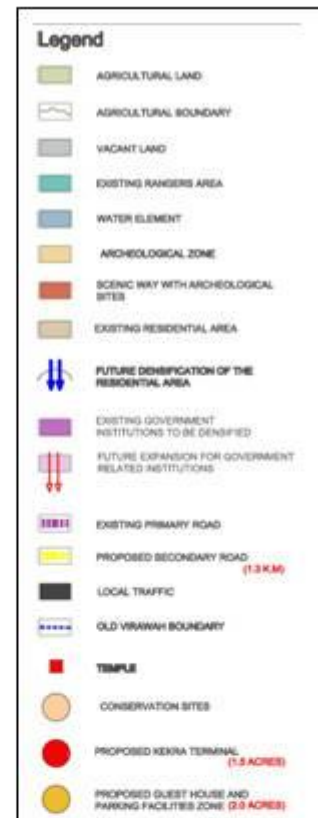 Legend
AGRICULTURAL LAND
AGRICULTURAL BOUNDARY
VACANT LAND
EXISTING RANGERS AREA
WATER ELEMENT
ARCHEOLOGICAL ZONE
SCENIC WAY WITH ARCHEOLOGICAL
SITES
EXISTING RESIDENTIAL AREA
FUTURE DENSIFICATION OF THE
RESIDENTIAL AREA
EXISTING GOVERNMENT
INSTITUTIONS TO BE DENSIFIED
FUTURE EXPANSION FOR GOVERNMENT
RELATED INSTITUTIONS
EXISTING PRIMARY ROAD
PROPOSED SECONDARY ROAD
(1.3 K.M)
LOCAL TRAFFIC
OLD VIRAWAH BOUNDARY
TEMPLE
CONSERVATION SITES
PROPOSED KEKRA TERMINAL
(1.5 ACRES)
PROPOSED GUEST HOUSE AND
PARKING FACILITIES ZONE (2.0 ACRES)